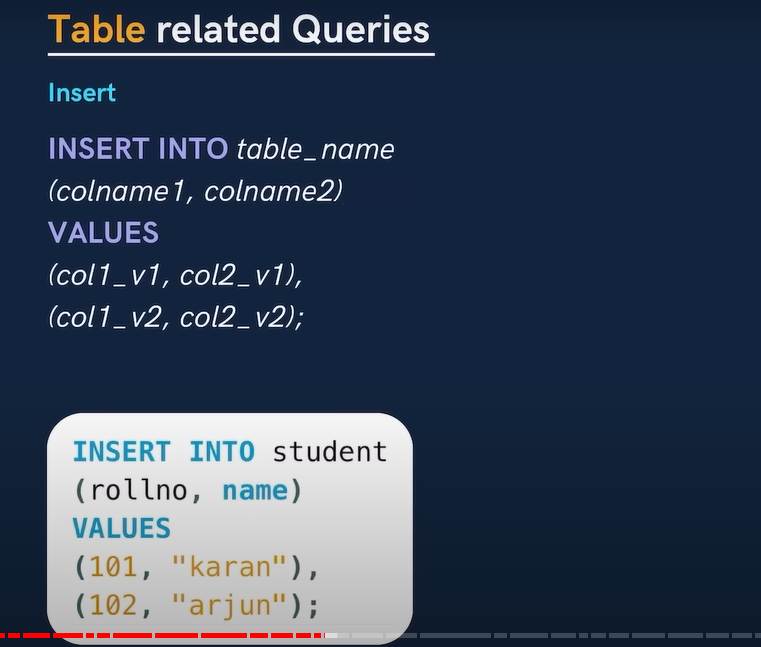 Table related Queries
Insert
INSERT INTO table_name
(colname1, colname2)
VALUES
(col1_v1, col2_v1),
(col1_v2, col2_v2);
INSERT INTO student
(rollno, name)
VALUES
(101, "karan"),
(102, "arjun");